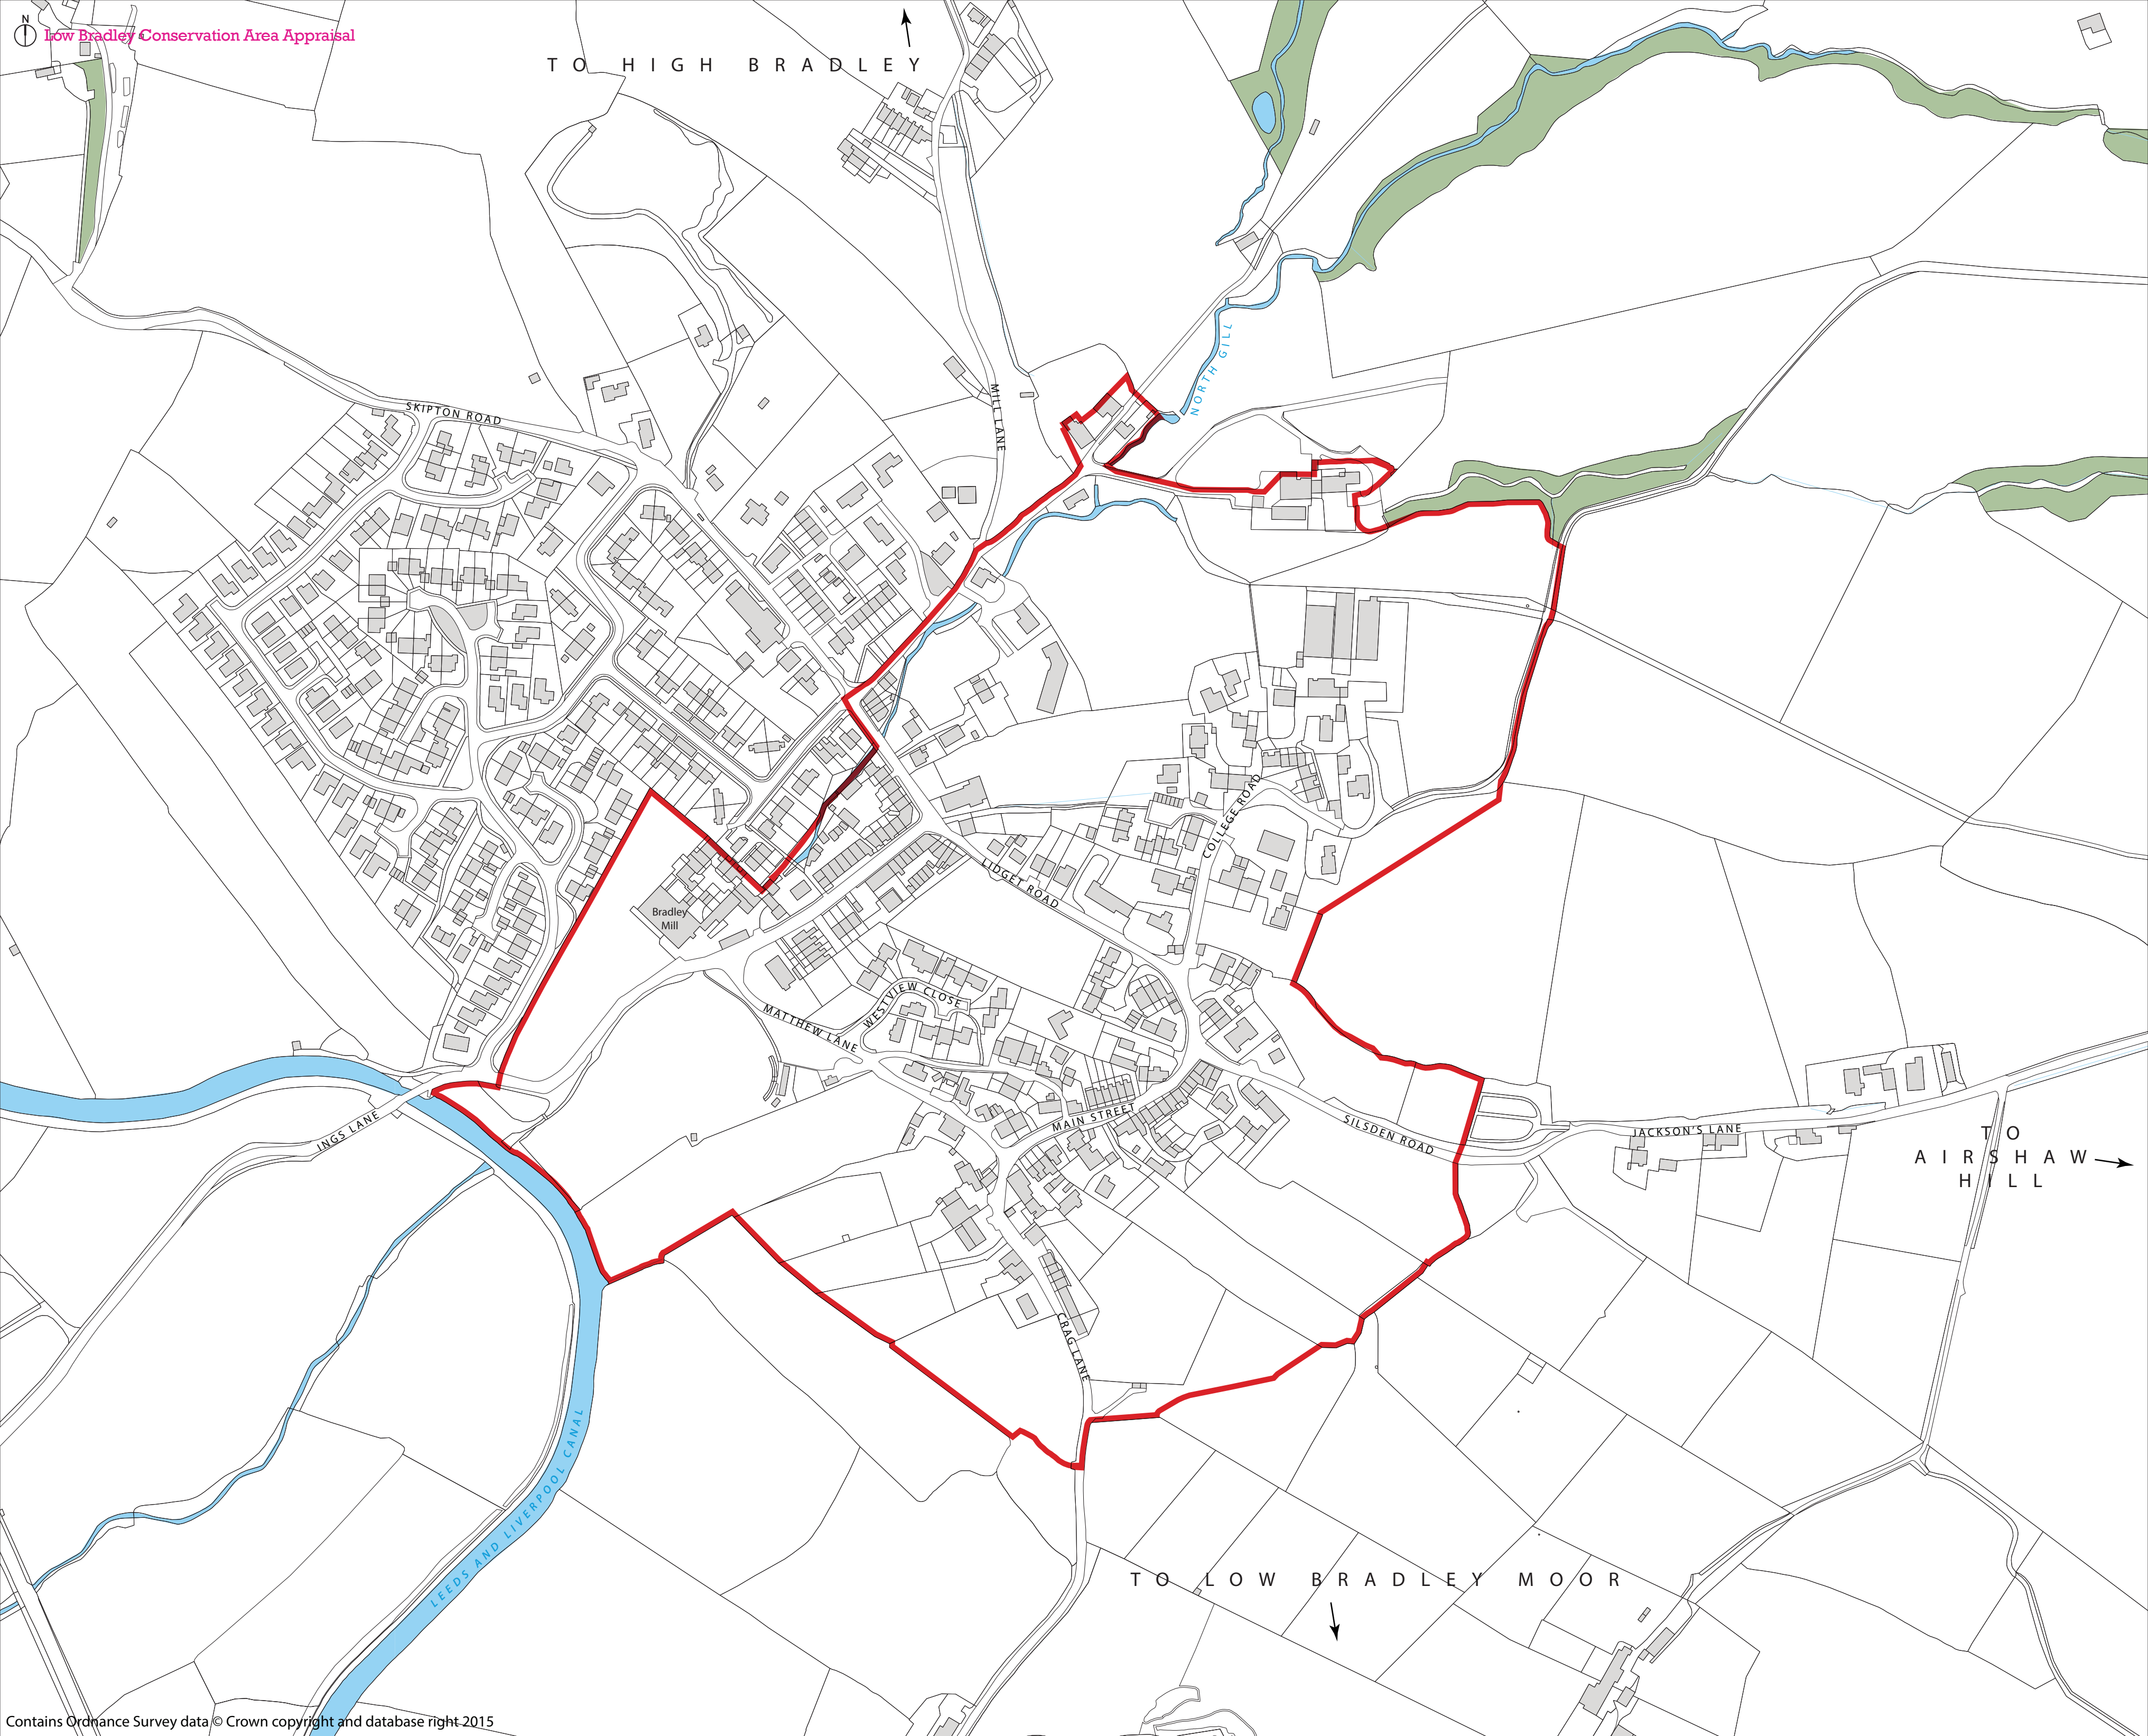 N
Low Bradley Conservation Area Appraisal
TO HIGH BRADLEY
NORTH GILL
MILL LANE
SKIPTON ROAD
COLLEGE ROAD
LIDGET ROAD
Bradley
Mill
WESTVIEW CLOSE
MATTHEW LANE
MAIN STREET
SILSDEN ROAD
JACKSON'S LANE
INGS LANE
TO
AIRSHAW
HILL
CRAG LANE
LEEDS AND LIVERPOOL CANAL
TO LOW BRADLEY MOOR
Contains Ordnance Survey data © Crown copyright and database right 2015